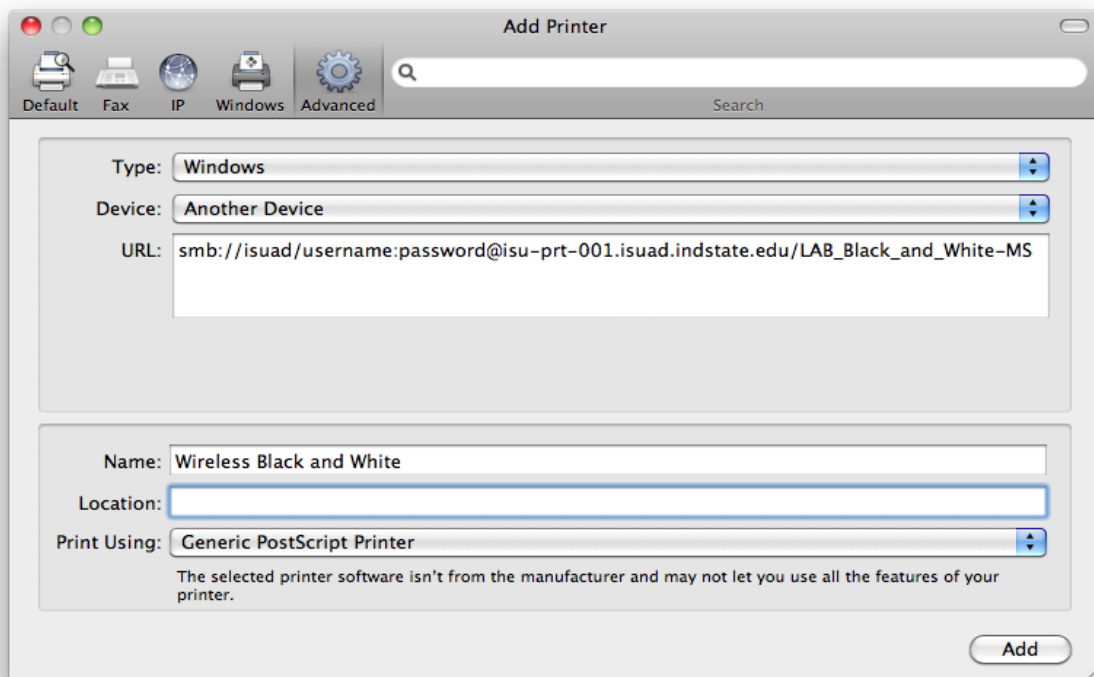 Add Printer
Default Fax IP Windows Advanced Search
Type: Windows
Device: Another Device
URL: smb://isuad/username:password@isu-prt-001.isuad.indstate.edu/LAB_Black_and_White-MS
Name: Wireless Black and White
Location:
Print Using: Generic PostScript Printer
The selected printer software isn't from the manufacturer and may not let you use all the features of your
printer.
Add